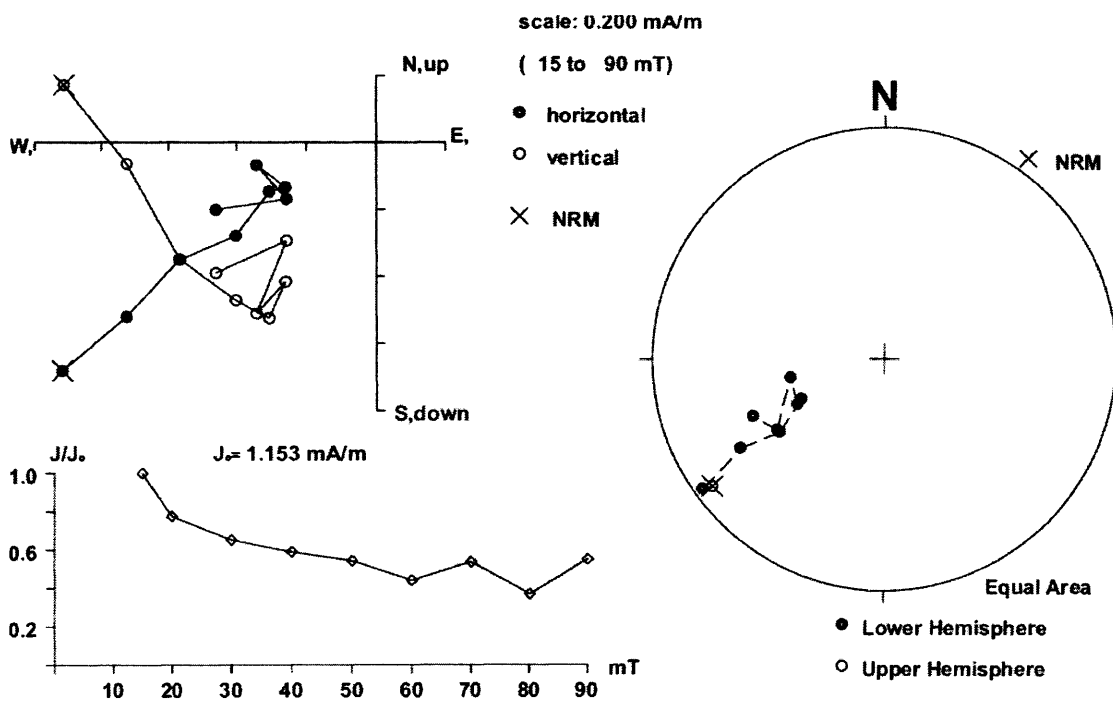 scale: 0.200 mA/m
( 15 to 90 mT)
N,up
horizontal
W,
E,
vertical
NRM
S,down
N
NRM
J/J₀
J₀= 1.153 mA/m
1.0
0.6
0.2
10 20 30 40 50 60 70 80 90
mT
Equal Area
Lower Hemisphere
Upper Hemisphere